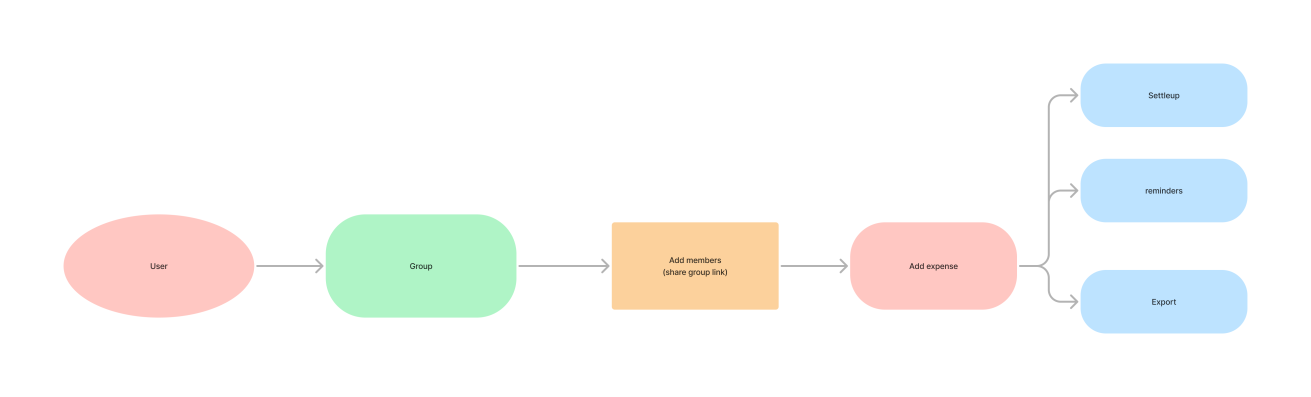 User
Group
Add members
(share group link)
Add expense
Settleup
reminders
Export